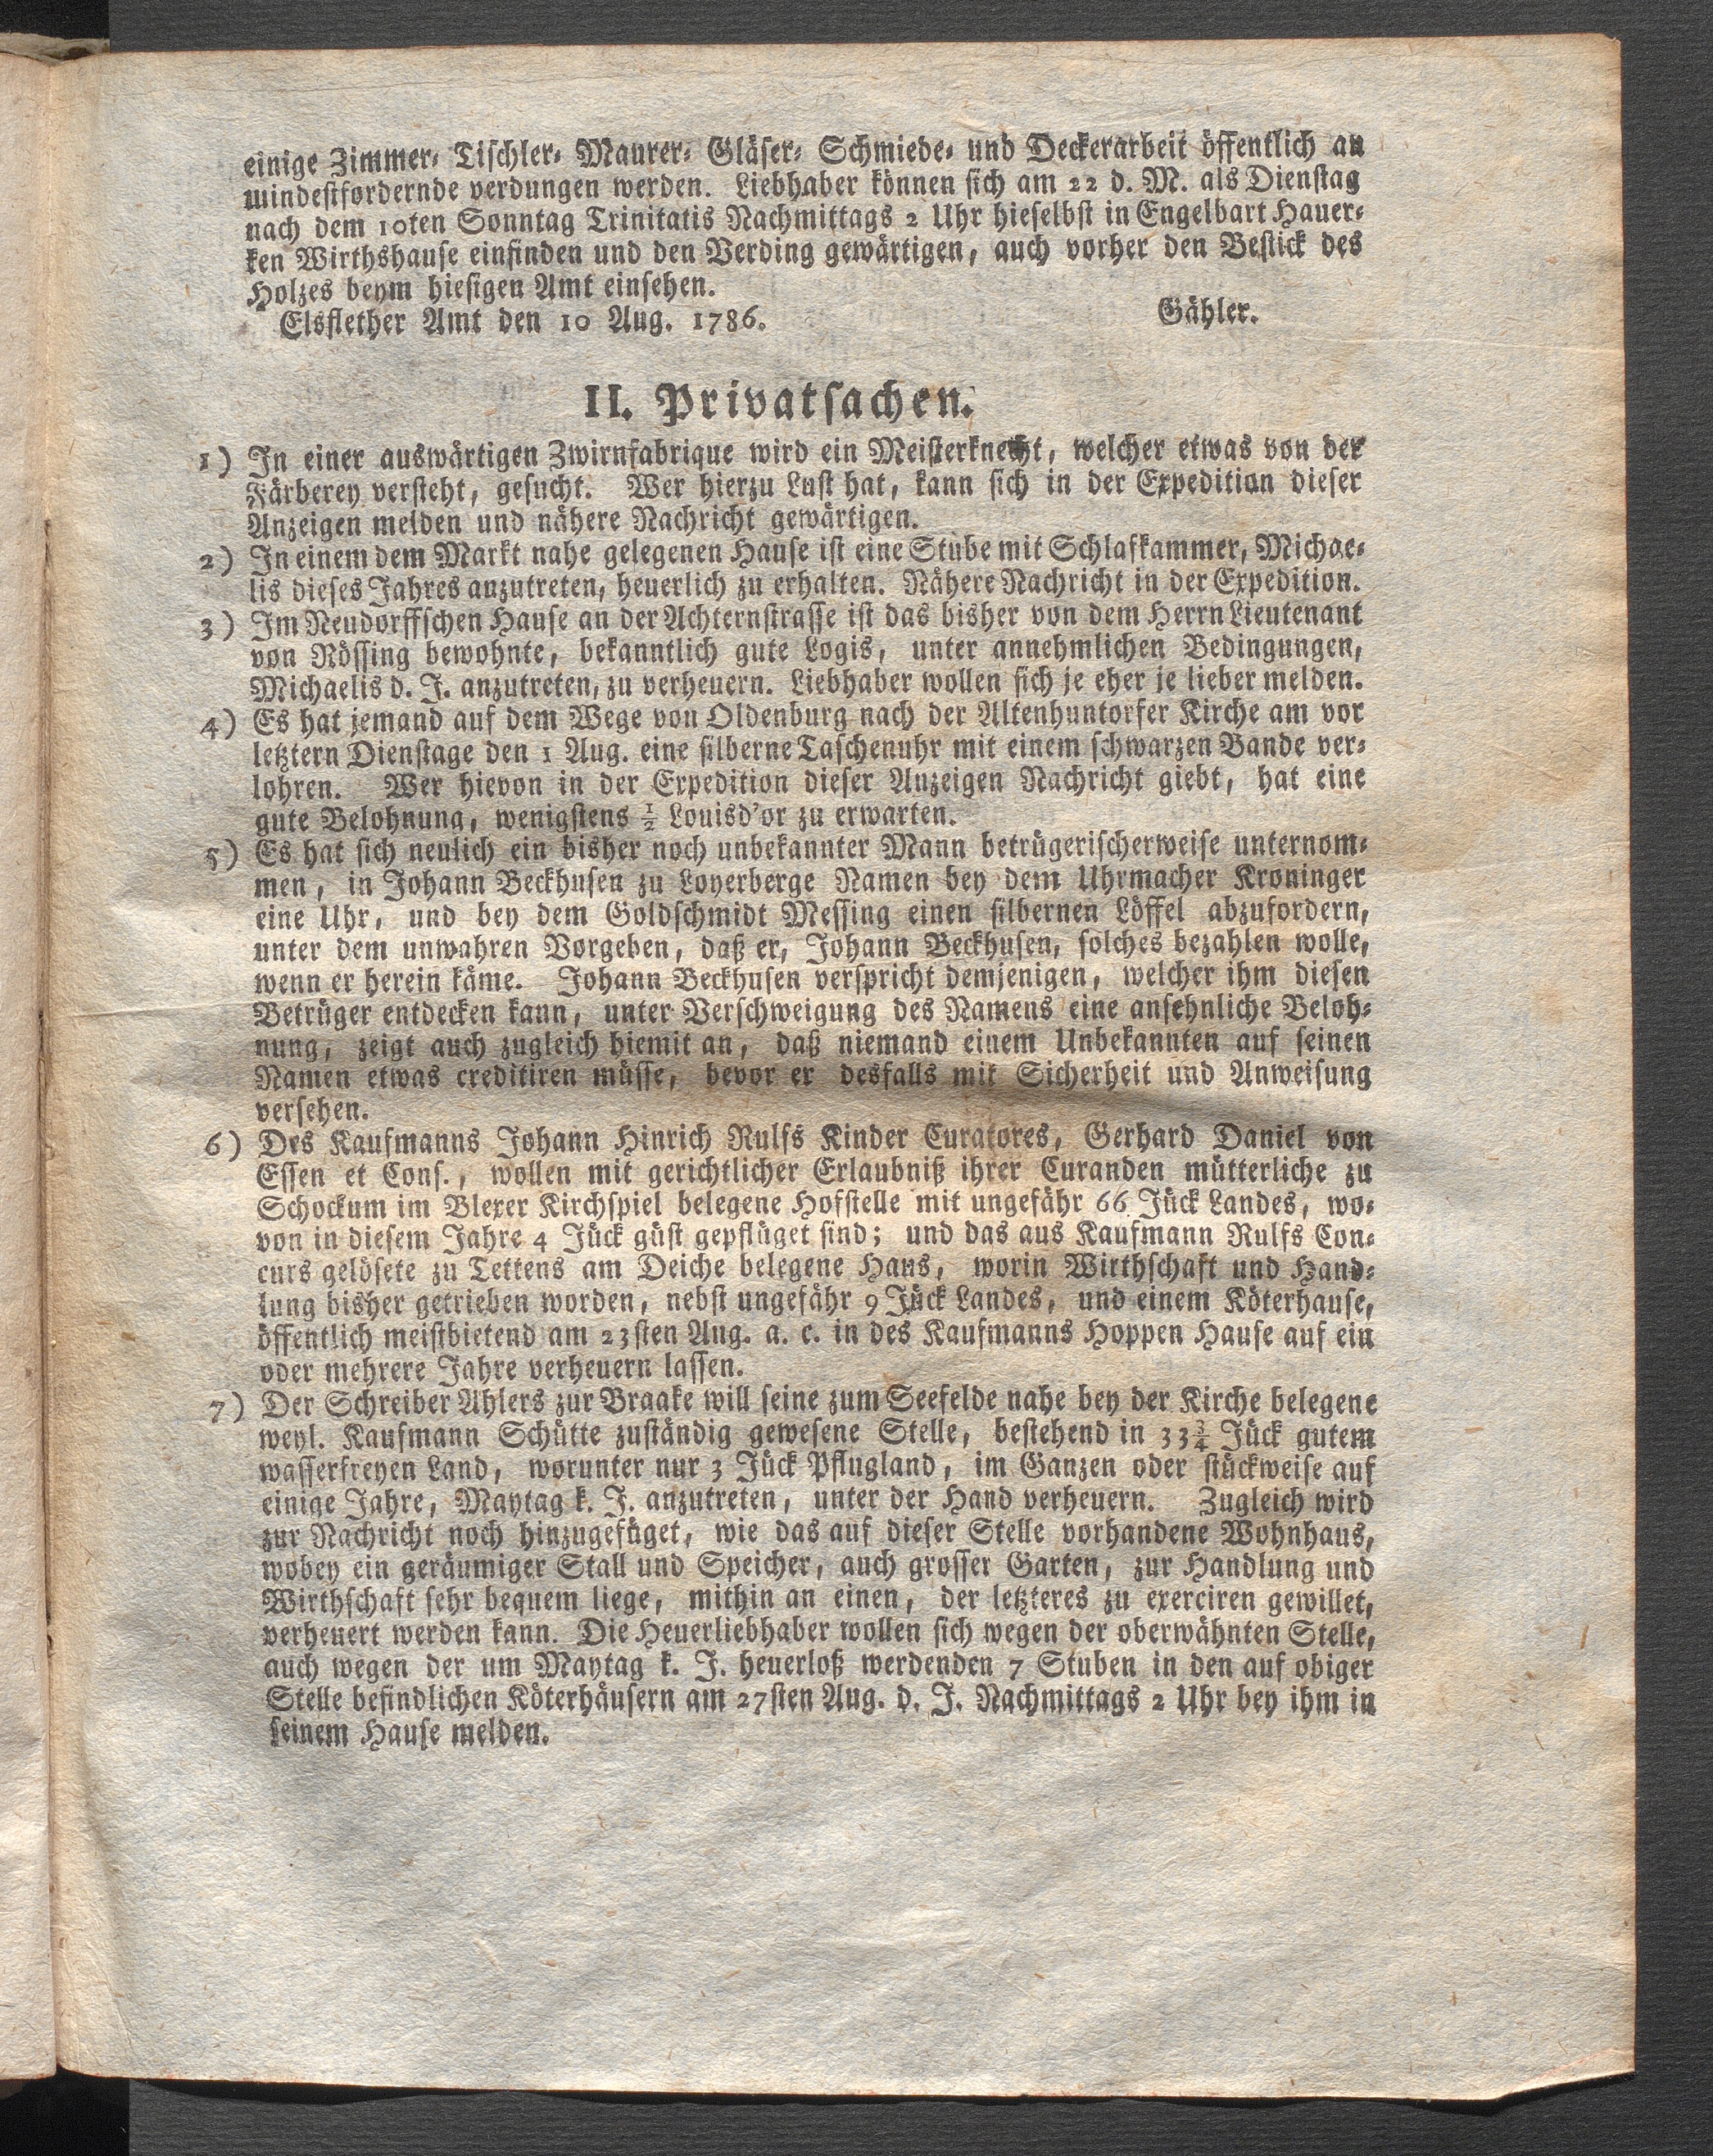 einige Zimmer- Tischler- Maurer- Gläser- Schmiede- und Deckerarbeit öffentlich an
mindestfordernde verdungen werden. Liebhaber können sich am 22 d. M. als Dienstag
nach dem 10ten Sonntag Trinitatis Nachmittags 2 Uhr hieselbst in Engelbart Hauer-
ken Wirthshause einfinden und den Verding gewärtigen, auch vorher den Bestick des
Holzes beym hiesigen Amt einsehen.
Elsflether Amt den 10 Aug. 1786. Gähler.
II. Privatsachen.
1) In einer auswärtigen Zwirnfabrique wird ein Meisterknecht, welcher etwas von der
Färberey versteht, gesucht. Wer hierzu Lust hat, kann sich in der Expedition dieser
Anzeigen melden und nähere Nachricht gewärtigen.
2) In einem dem Markt nahe gelegenen Hause ist eine Stube mit Schlafkammer, Michae-
lis dieses Jahres anzutreten, heuerlich zu erhalten. Nähere Nachricht in der Expedition.
3) Im Neudorffschen Hause an der Achternstrasse ist das bisher von dem Herrn Lieutenant
von Rössing bewohnte, bekanntlich gute Logis, unter annehmlichen Bedingungen,
Michaelis d. J. anzutreten, zu verheuern. Liebhaber wollen sich je eher je lieber melden.
4) Es hat jemand auf dem Wege von Oldenburg nach der Altenhuntorfer Kirche am vor
letztern Dienstage den 1 Aug. eine silberne Taschenuhr mit einem schwarzen Bande ver-
lohren. Wer hievon in der Expedition dieser Anzeigen Nachricht giebt, hat eine
gute Belohnung, wenigstens ½ Louisd'or zu erwarten.
5) Es hat sich neulich ein bisher noch unbekannter Mann betrügerischerweise unternom-
men, in Johann Beckhusen zu Loyerberge Namen bey dem Uhrmacher Kroninger
eine Uhr, und bey dem Goldschmidt Messing einen silbernen Löffel abzufordern,
unter dem unwahren Vorgeben, daß er, Johann Beckhusen, solches bezahlen wolle,
wenn er herein käme. Johann Beckhusen verspricht demjenigen, welcher ihm diesen
Betrüger entdecken kann, unter Verschweigung des Namens eine ansehnliche Beloh-
nung, zeigt auch zugleich hiemit an, daß niemand einem Unbekannten auf seinen
Namen etwas creditiren müsse, bevor er desfalls mit Sicherheit und Anweisung
versehen.
6) Des Kaufmanns Johann Hinrich Rulfs Kinder Curatores, Gerhard Daniel von
Essen et Cons., wollen mit gerichtlicher Erlaubniß ihrer Curanden mütterliche zu
Schockum im Blexer Kirchspiel belegene Hofstelle mit ungefähr 66 Jück Landes, wo-
von in diesem Jahre 4 Jück güst gepflüget sind; und das aus Kaufmann Rulfs Con-
curs gelösete zu Tettens am Deiche belegene Haus, worin Wirthschaft und Hand-
lung bisher getrieben worden, nebst ungefähr 9 Jück Landes, und einem Köterhause,
öffentlich meistbietend am 23sten Aug. a. c. in des Kaufmanns Hoppen Hause auf ein
oder mehrere Jahre verheuern lassen.
7) Der Schreiber Ahlers zur Braake will seine zum Seefelde nahe bey der Kirche belegene
weyl. Kaufmann Schütte zuständig gewesene Stelle, bestehend in 33¾ Jück gutem
wasserfreyen Land, worunter nur 3 Jück Pflugland, im Ganzen oder stückweise auf
einige Jahre, Maytag k. J. anzutreten, unter der Hand verheuern. Zugleich wird
zur Nachricht noch hinzugefüget, wie das auf dieser Stelle vorhandene Wohnhaus,
wobey ein geräumiger Stall und Speicher, auch grosser Garten, zur Handlung und
Wirthschaft sehr bequem liege, mithin an einen, der letzteres zu exerciren gewillet,
verheuert werden kann. Die Heuerliebhaber wollen sich wegen der oberwähnten Stelle,
auch wegen der um Maytag k. J. heuerloß werdenden 7 Stuben in den auf obiger
Stelle befindlichen Köterhäusern am 27sten Aug. d. J. Nachmittags 2 Uhr bey ihm in
seinem Hause melden.